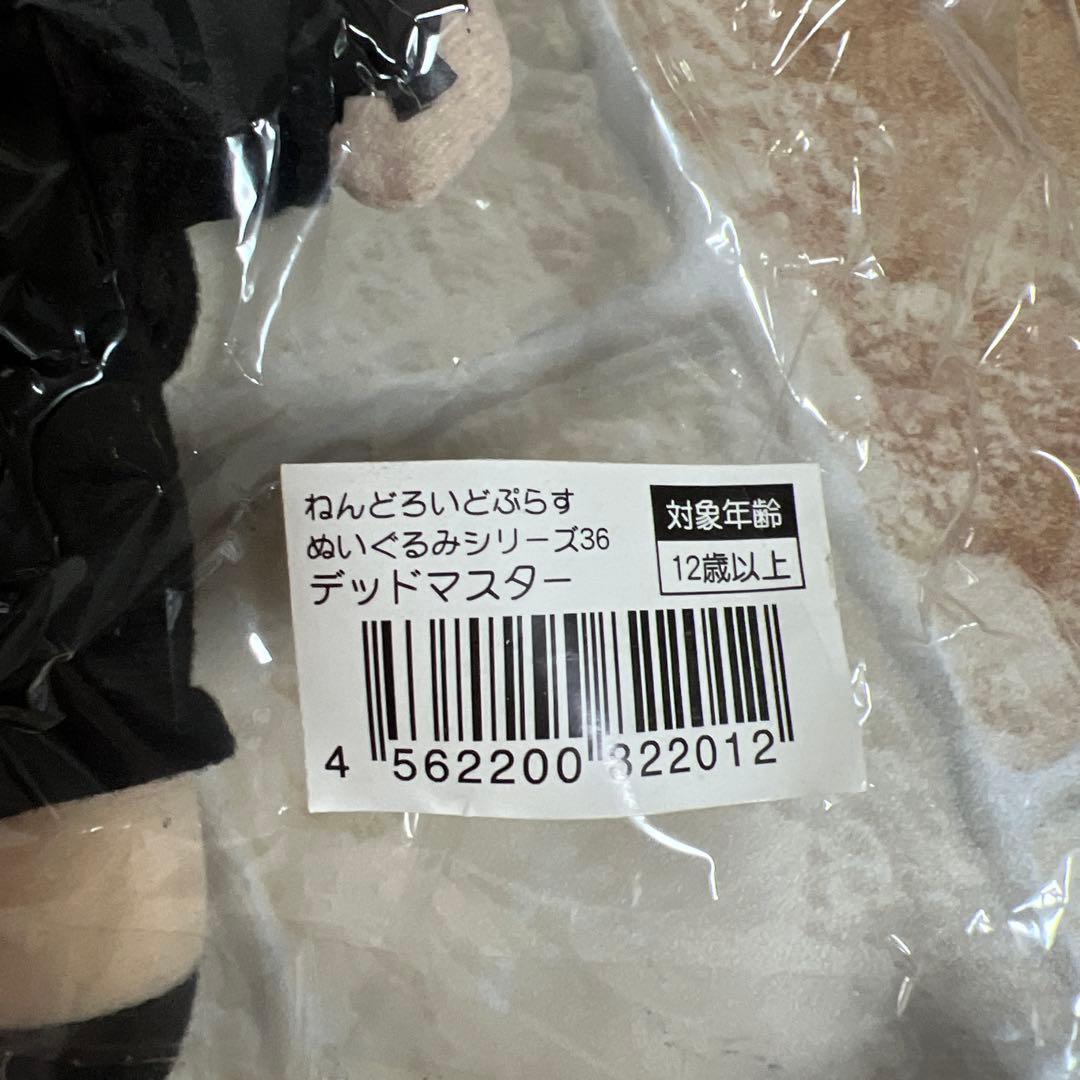 ねんどろいどぷらす
ぬいぐるみシリーズ36
デッドマスター
対象年齢
12歳以上
4 562200 822012